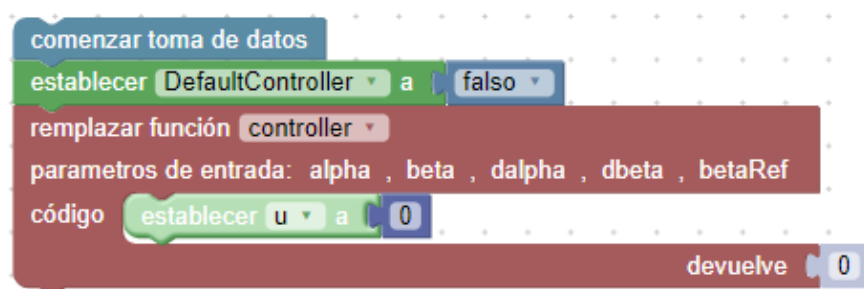 comenzar toma de datos
establecer DefaultController a falso
remplazar función controller
parametros de entrada: alpha , beta , dalpha , dbeta , betaRef
código establecer u a 0
devuelve 0